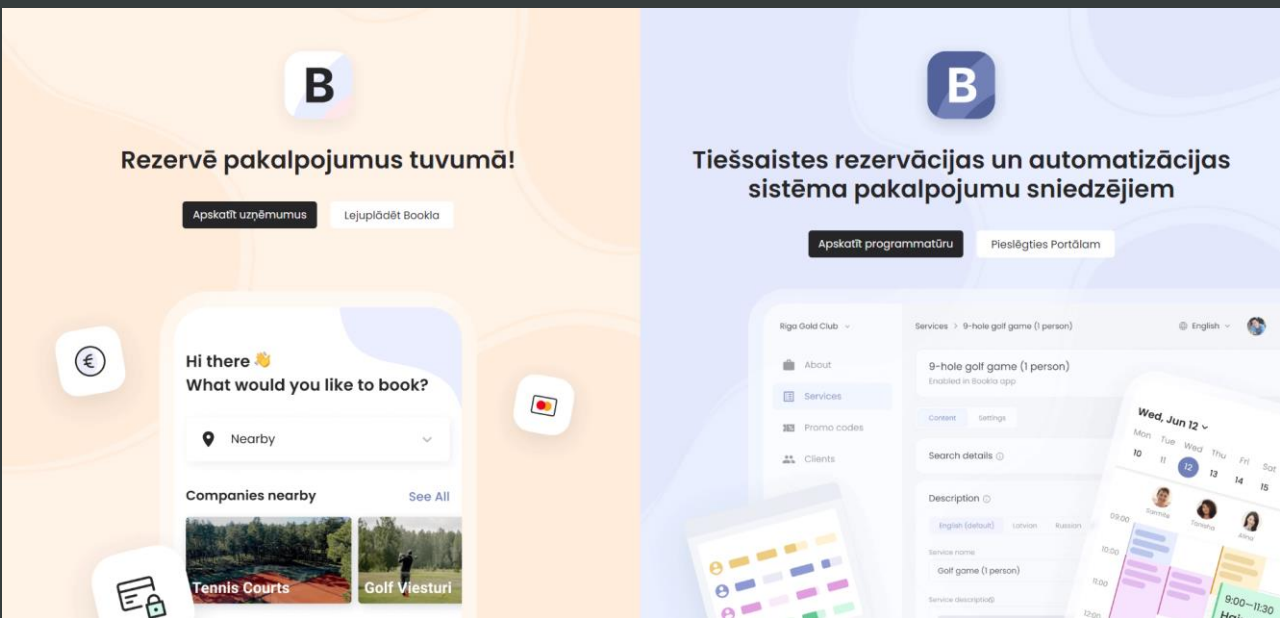 B
Rezervē pakalpojumus tuvumā!
Apskatīt uzņēmumus
Lejuplādēt Bookla
€
Hi there 👋
What would you like to book?
Nearby
Companies nearby
See All
Tennis Courts
Golf Viesturi
B
Tiešsaistes rezervācijas un automatizācijas
sistēma pakalpojumu sniedzējiem
Apskatīt programmatūru
Pieslēgties Portālam
Riga Gold Club
Services > 9-hole golf game (1 person)
English
About
Services
Promo codes
Clients
9-hole golf game (1 person)
Enabled in Bookla app
Content
Settings
Search details
Description
English (default)
Latvian
Russian
Service name
Golf game (1 person)
Service description
Wed, Jun 12
Mon Tue Wed Thu Fri Sat
10 11 12 13 14 15
Sarmite
Tanisha
Alina
09:00
10:00
11:00
12:00
9:00–11:30